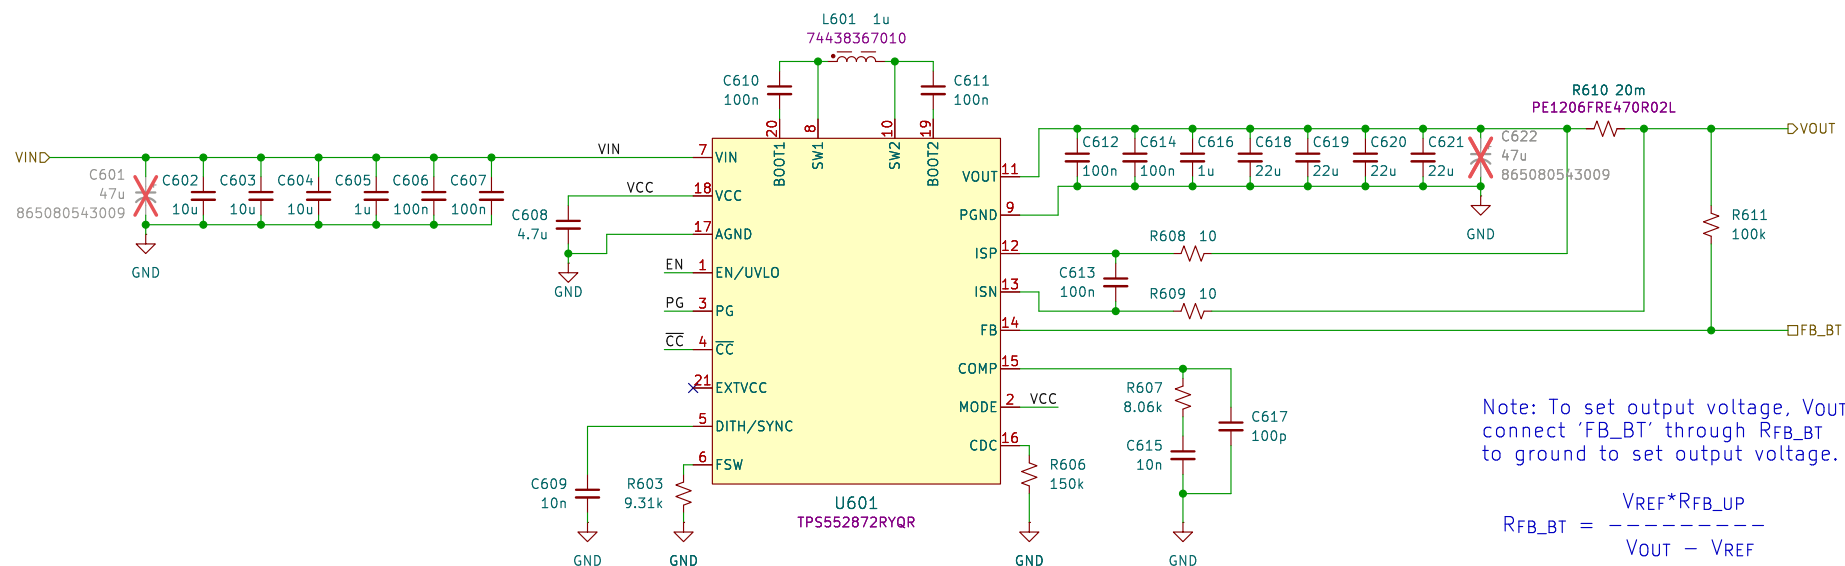 L601 1u
74438367010
C610
100n
C611
100n
20
8
10
19
BOOT1
SW1
SW2
BOOT2
R610 20m
PE1206FRE470R02L
VIN
VIN
7
VIN
C601
47u
865080543009
C602
10u
C603
10u
C604
10u
C605
1u
C606
100n
C607
100n
GND
VCC
18
VCC
C608
4.7u
17
AGND
GND
EN
1
EN/UVLO
PG
3
PG
CC
4
CC
21
EXTVCC
5
DITH/SYNC
6
FSW
C609
10n
GND
R603
9.31k
GND
U601
TPS552872RYQR
VOUT
11
PGND
9
ISP
12
ISN
13
FB
14
COMP
15
MODE
2
VCC
CDC
16
C612
100n
C614
100n
C616
1u
C618
22u
C619
22u
C620
22u
C621
22u
C622
47u
865080543009
GND
VOUT
R608 10
C613
100n
R609 10
R611
100k
FB_BT
R607
8.06k
C615
10n
C617
100p
GND
R606
150k
GND
Note: To set output voltage, VOUT
connect 'FB_BT' through RFB_BT
to ground to set output voltage.
VREF*RFB_UP
RFB_BT = ---------
VOUT - VREF